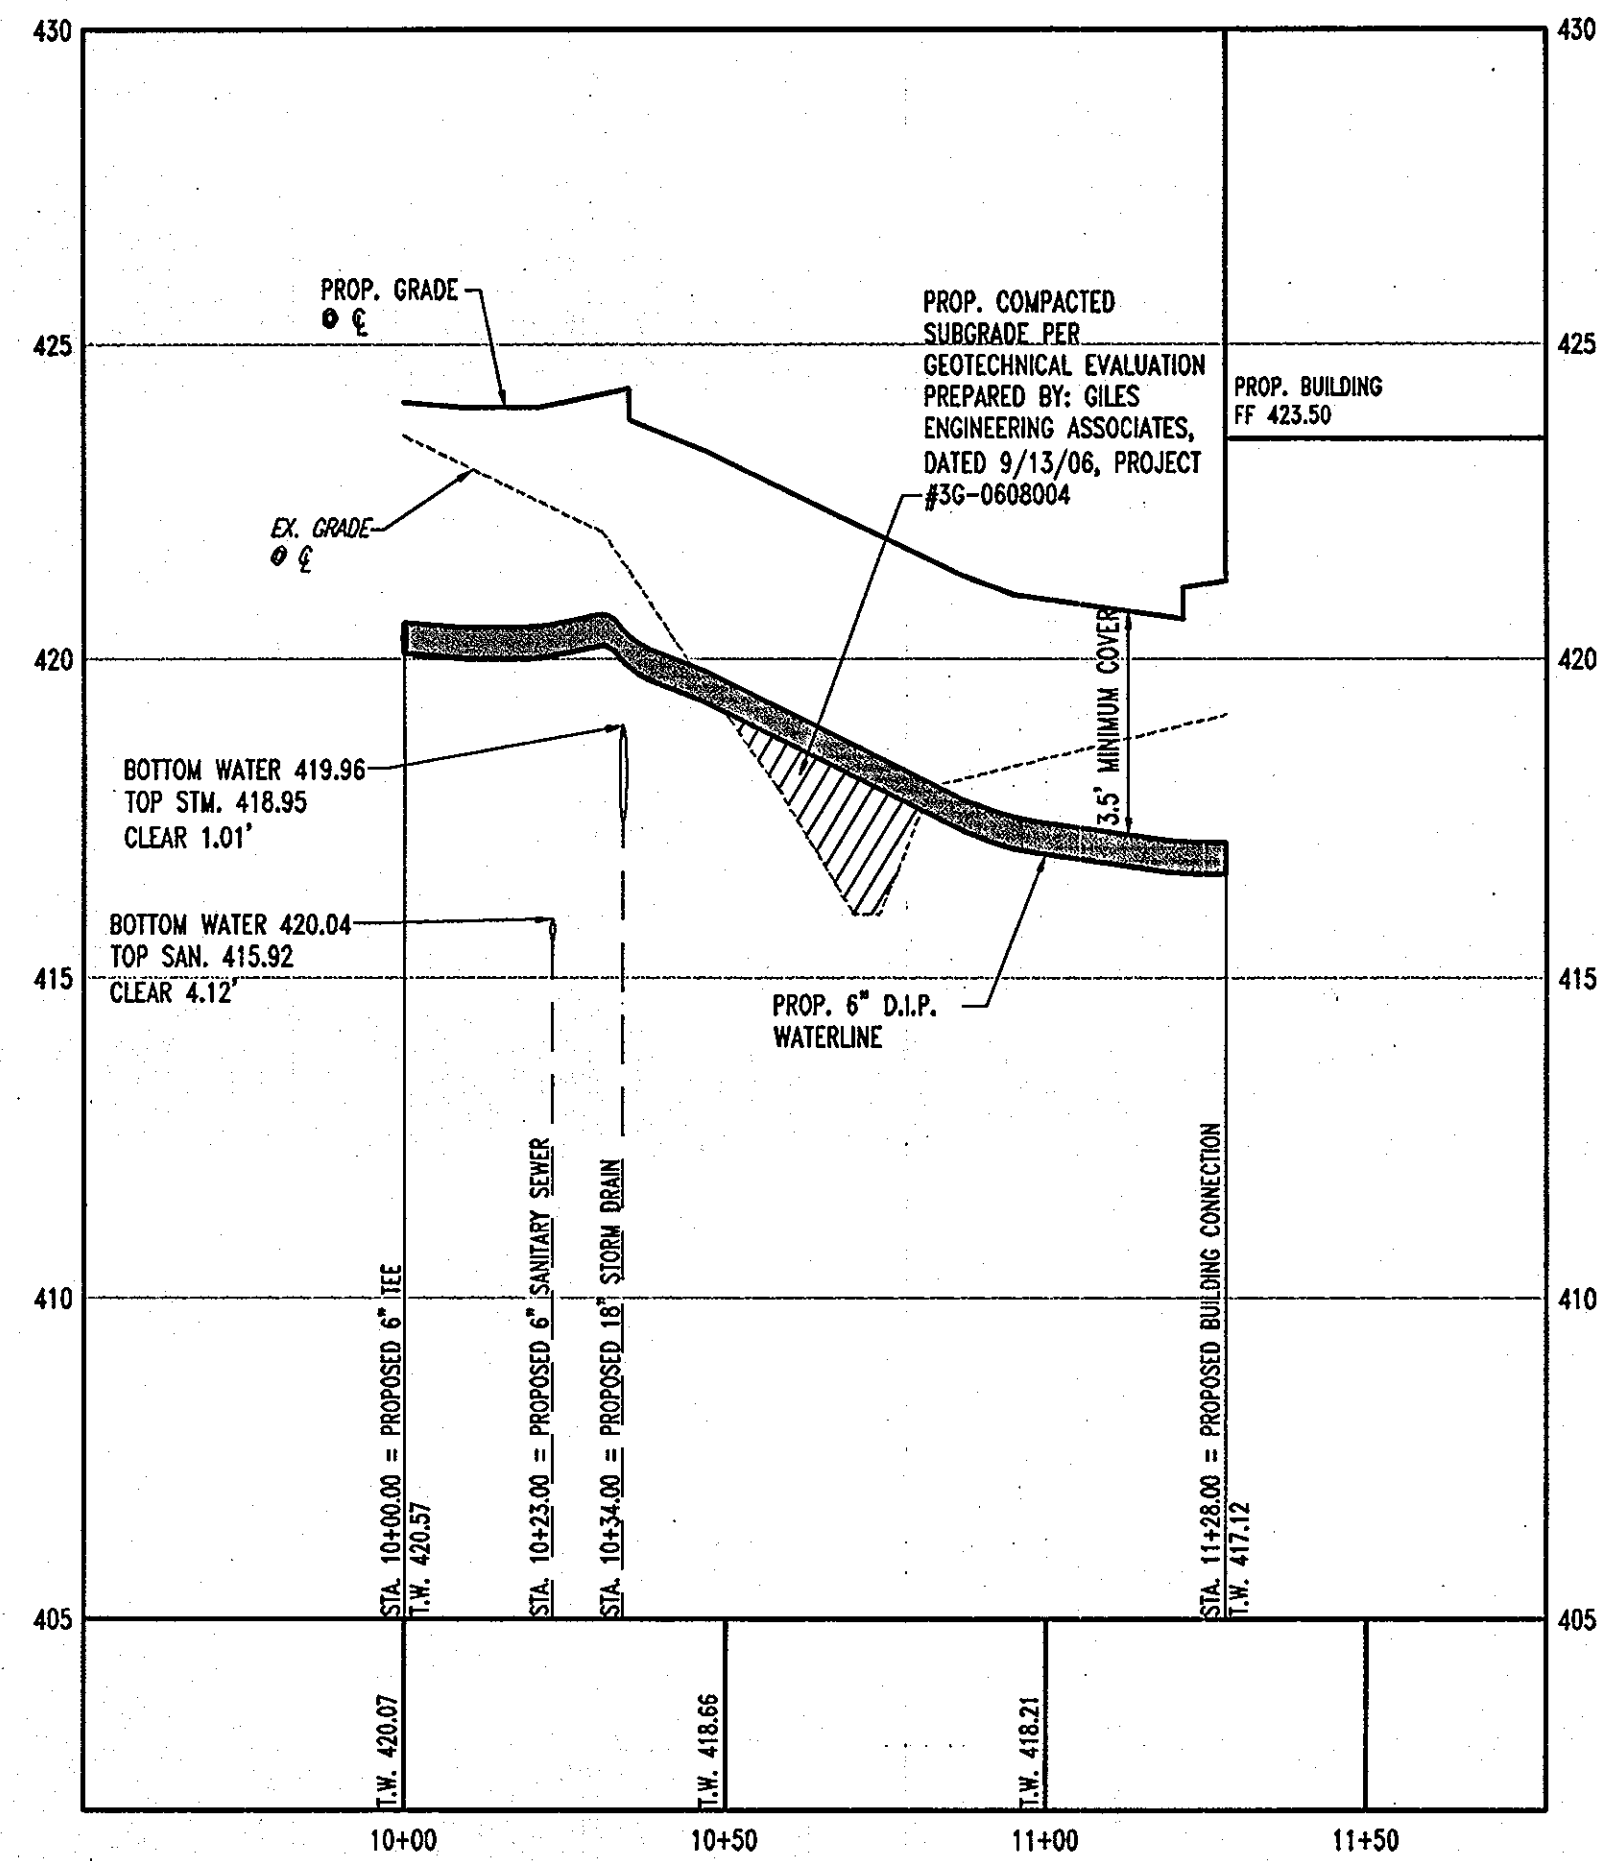 430
430
PROP. GRADE
@ ℄
PROP. COMPACTED
SUBGRADE PER
GEOTECHNICAL EVALUATION
PREPARED BY: GILES
ENGINEERING ASSOCIATES,
DATED 9/13/06, PROJECT
#3G-0608004
425
425
PROP. BUILDING
FF 423.50
EX. GRADE
@ ℄
420
420
3.5' MINIMUM COVER
BOTTOM WATER 419.96
TOP STM. 418.95
CLEAR 1.01'
BOTTOM WATER 420.04
TOP SAN. 415.92
CLEAR 4.12'
415
415
PROP. 6" D.I.P.
WATERLINE
410
410
STA. 10+00.00 = PROPOSED 6" TEE
T.W. 420.57
STA. 10+23.00 = PROPOSED 6" SANITARY SEWER
STA. 10+34.00 = PROPOSED 18" STORM DRAIN
STA. 11+28.00 = PROPOSED BUILDING CONNECTION
T.W. 417.12
405
405
T.W. 420.07
T.W. 418.66
T.W. 418.21
10+00
10+50
11+00
11+50